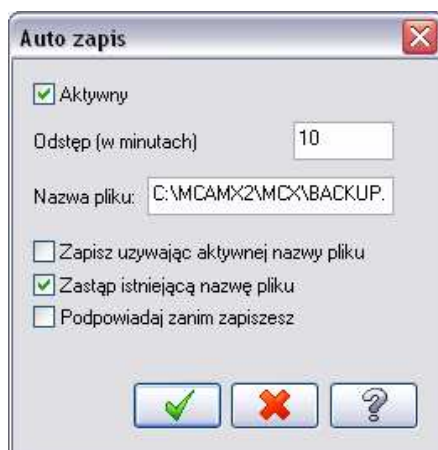 Auto zapis
Aktywny
Odstęp (w minutach) 10
Nazwa pliku: C:\MCAMX2\MCX\BACKUP.
Zapisz uzywając aktywnej nazwy pliku
Zastąp istniejącą nazwę pliku
Podpowiadaj zanim zapiszesz